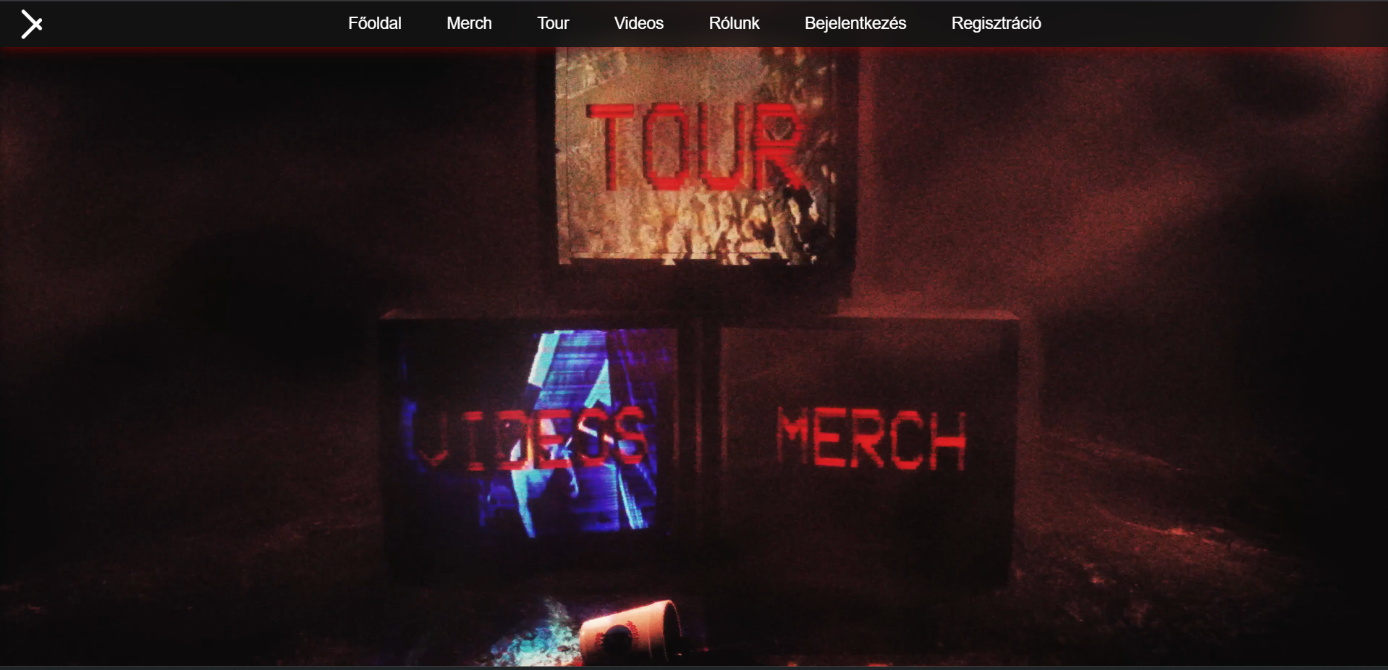 Főoldal Merch Tour Videos Rólunk Bejelentkezés Regisztráció
TOUR
VIDEOS MERCH